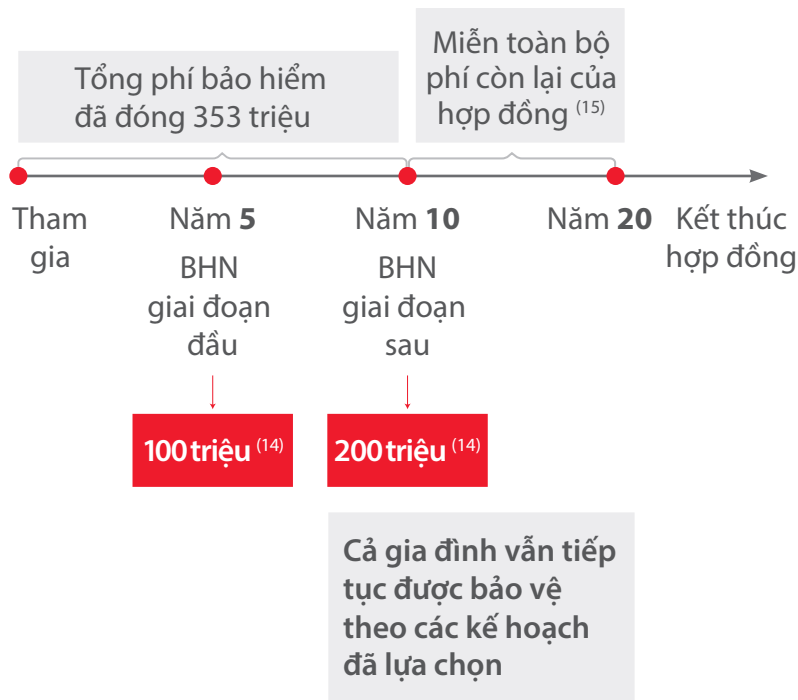 Tổng phí bảo hiểm
đã đóng 353 triệu
Miễn toàn bộ
phí còn lại của
hợp đồng (15)
Tham
gia
Năm 5
BHN
giai đoạn
đầu
100 triệu (14)
Năm 10
BHN
giai đoạn
sau
200 triệu (14)
Năm 20
Kết thúc
hợp đồng
Cả gia đình vẫn tiếp
tục được bảo vệ
theo các kế hoạch
đã lựa chọn